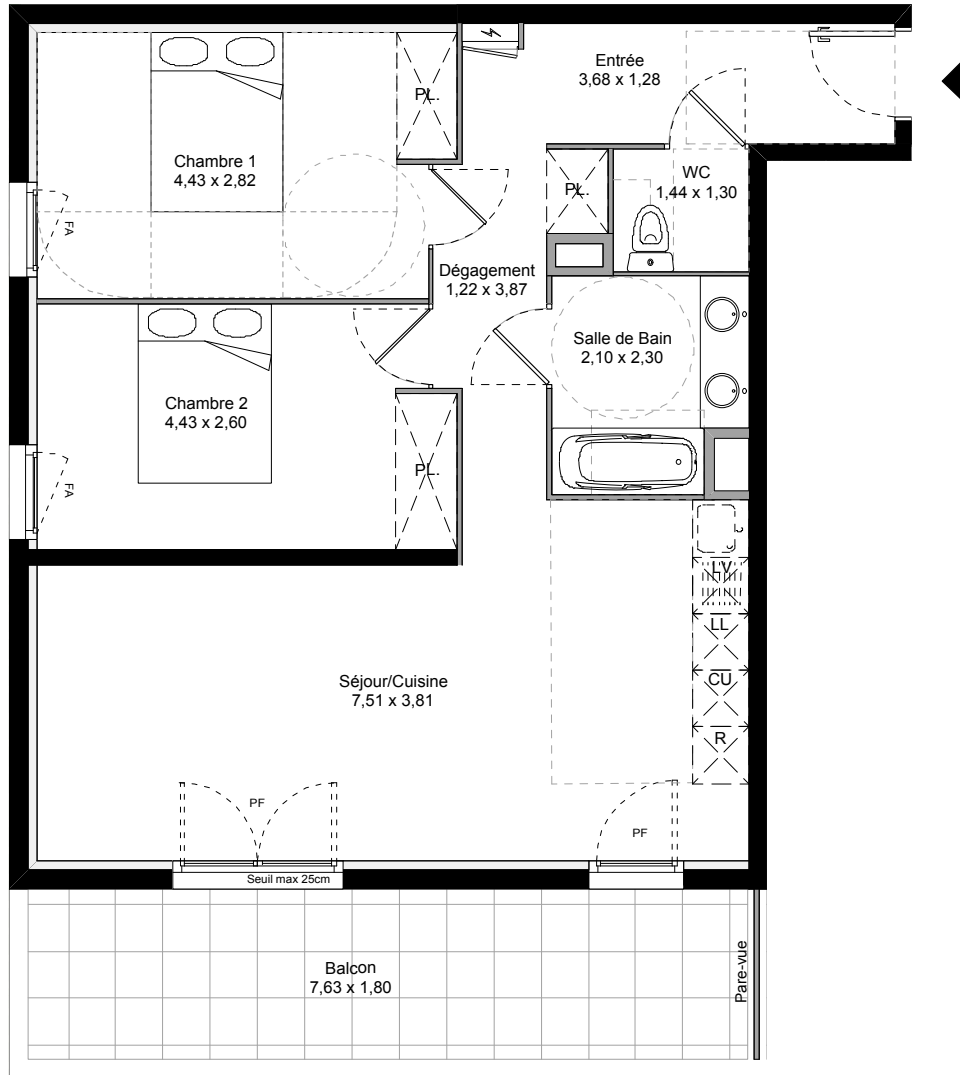 Entrée
3,68 x 1,28
PL.
Chambre 1
4,43 x 2,82
WC
1,44 x 1,30
PL.
FA
Dégagement
1,22 x 3,87
Salle de Bain
2,10 x 2,30
Chambre 2
4,43 x 2,60
PL.
FA
LV
LL
CU
R
Séjour/Cuisine
7,51 x 3,81
PF
PF
Seuil max 25cm
Balcon
7,63 x 1,80
Pare-vue